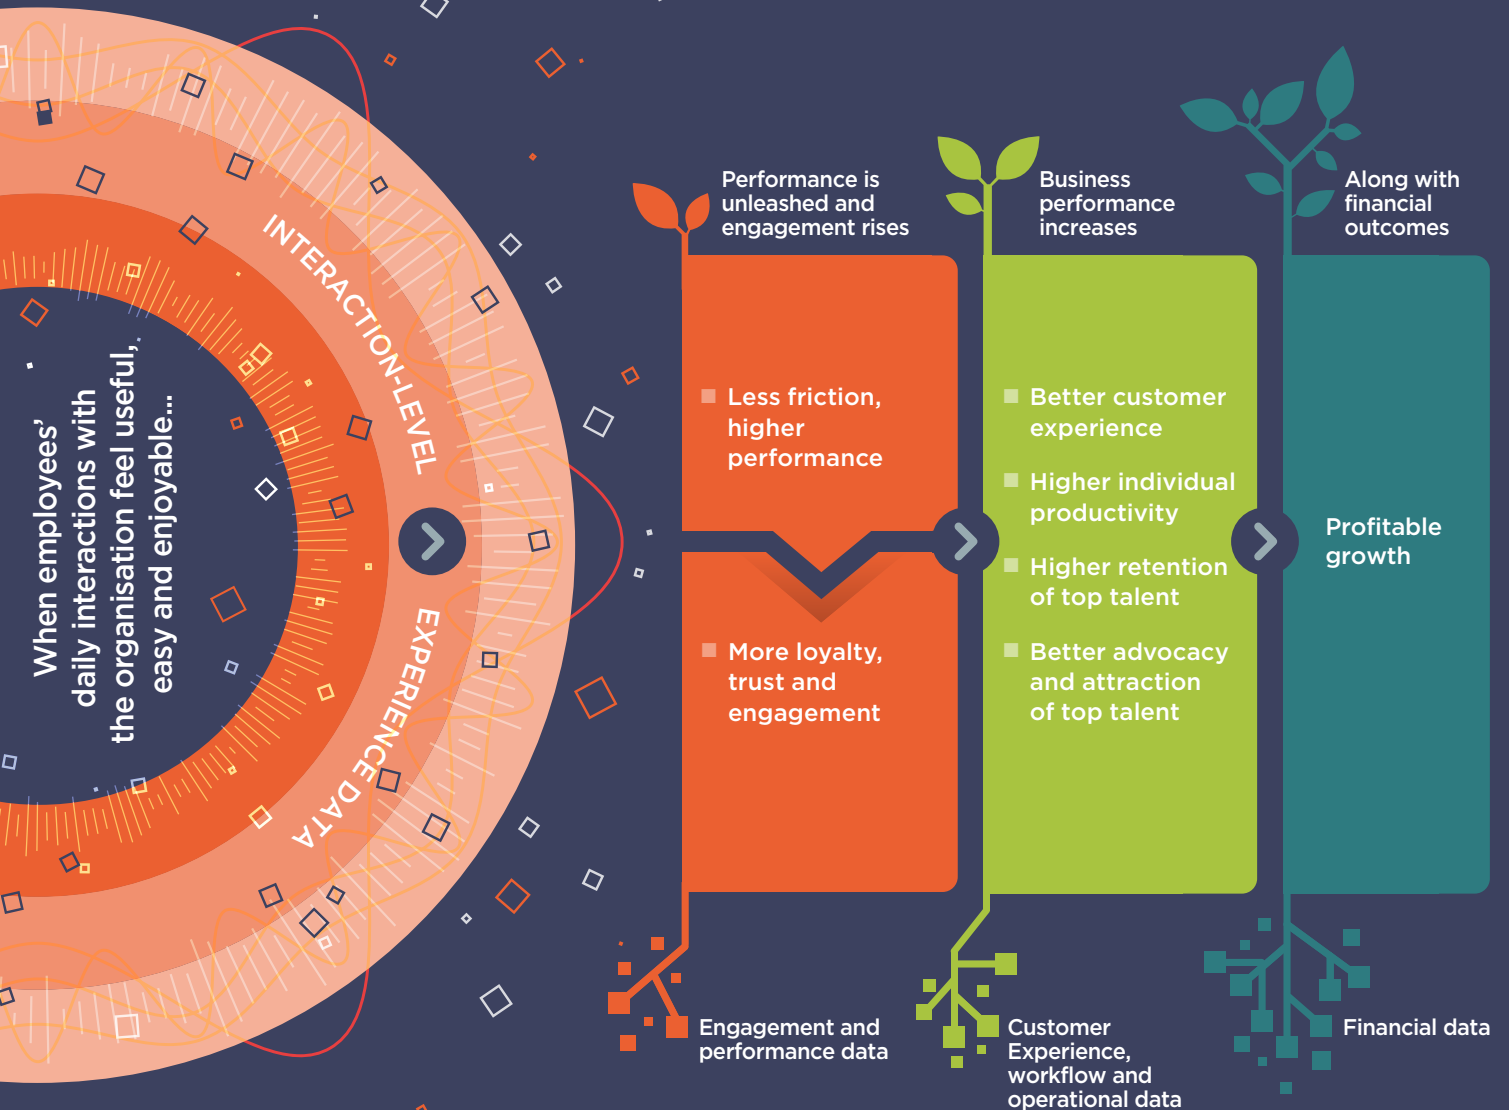 When employees’
daily interactions with
the organisation feel useful,
easy and enjoyable...
INTERACTION-LEVEL
EXPERIENCE DATA
Performance is
unleashed and
engagement rises
Less friction,
higher
performance
More loyalty,
trust and
engagement
Engagement and
performance data
Business
performance
increases
Better customer
experience
Higher individual
productivity
Higher retention
of top talent
Better advocacy
and attraction
of top talent
Customer
Experience,
workflow and
operational data
Along with
financial
outcomes
Profitable
growth
Financial data